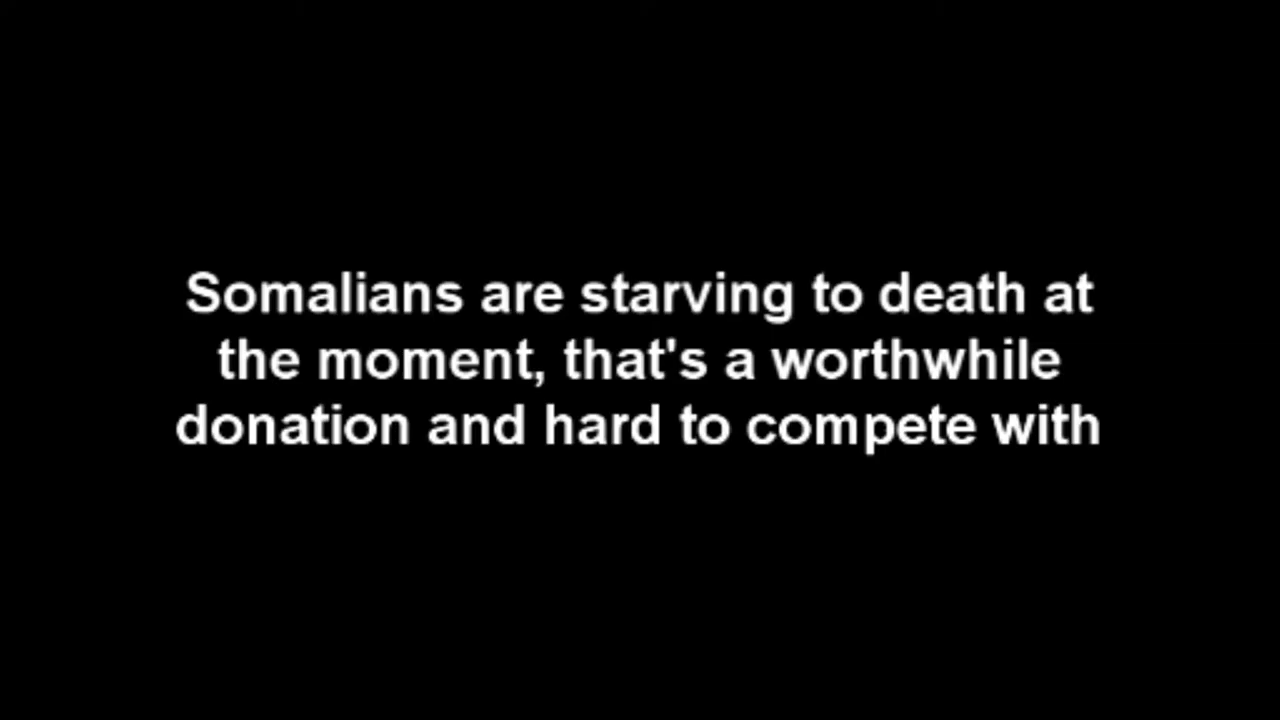 Somalians are starving to death at
the moment, that's a worthwhile
donation and hard to compete with